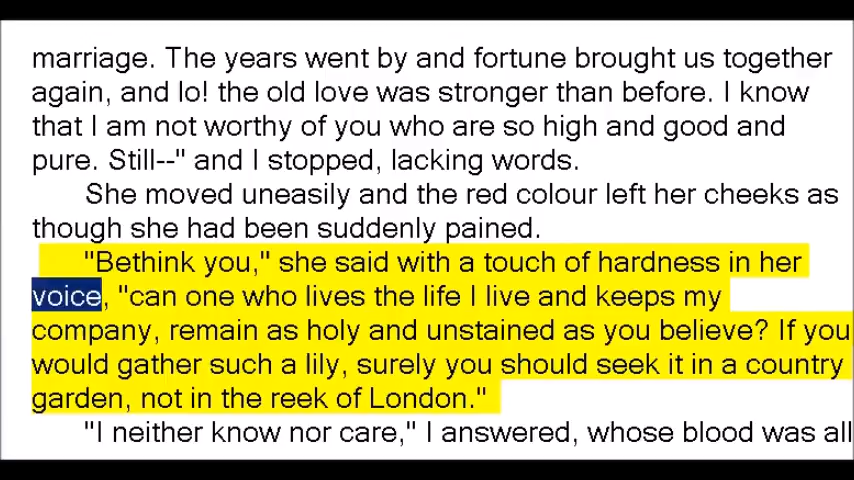 marriage. The years went by and fortune brought us together
again, and lo! the old love was stronger than before. I know
that I am not worthy of you who are so high and good and
pure. Still--" and I stopped, lacking words.
She moved uneasily and the red colour left her cheeks as
though she had been suddenly pained.
"Bethink you," she said with a touch of hardness in her
voice, "can one who lives the life I live and keeps my
company, remain as holy and unstained as you believe? If you
would gather such a lily, surely you should seek it in a country
garden, not in the reek of London."
"I neither know nor care," I answered, whose blood was all